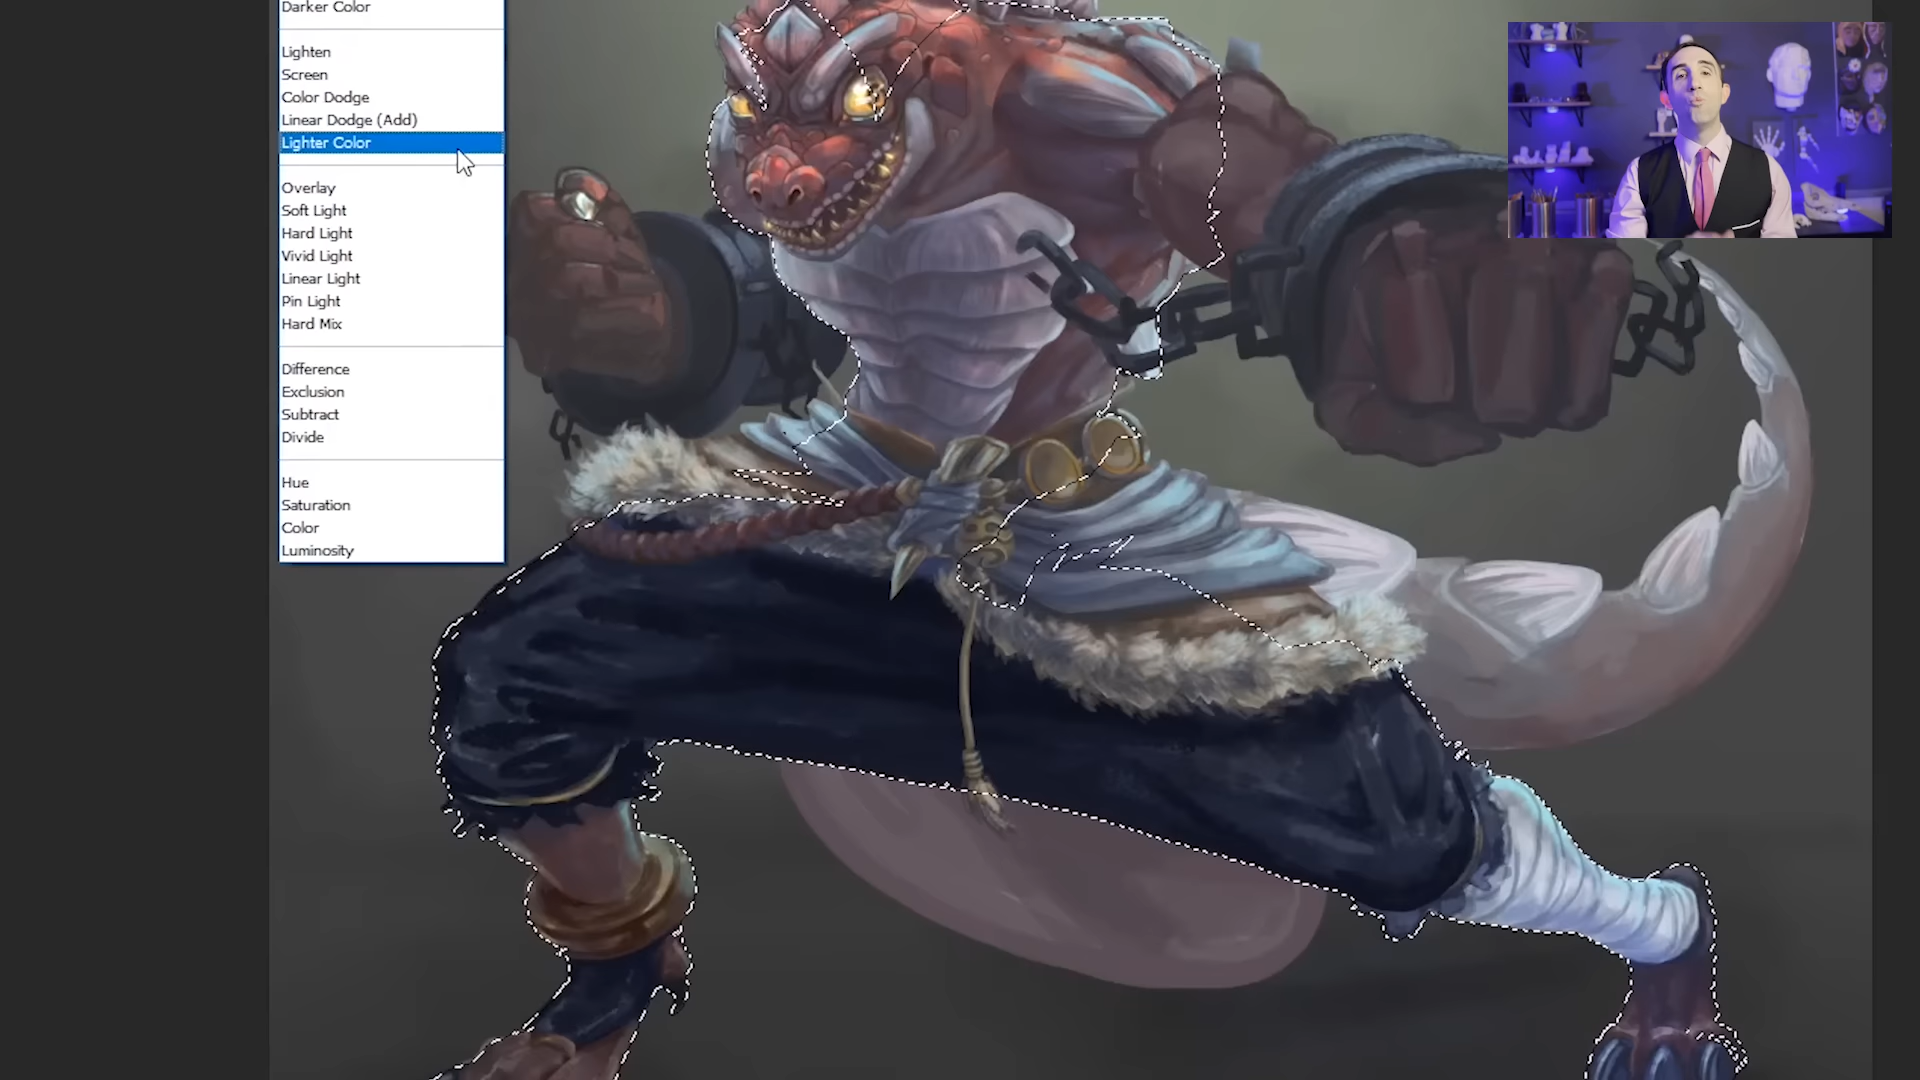 Darker Color
Lighten
Screen
Color Dodge
Linear Dodge (Add)
Lighter Color
Overlay
Soft Light
Hard Light
Vivid Light
Linear Light
Pin Light
Hard Mix
Difference
Exclusion
Subtract
Divide
Hue
Saturation
Color
Luminosity